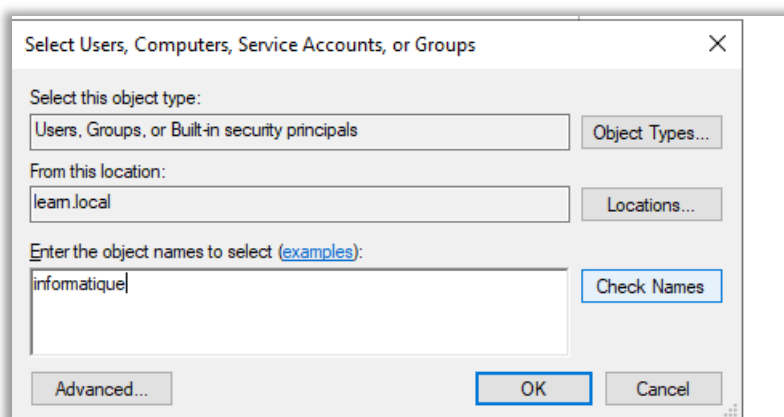 Select Users, Computers, Service Accounts, or Groups
Select this object type:
Users, Groups, or Built-in security principals
Object Types...
From this location:
learn.local
Locations...
Enter the object names to select (examples):
informatique
Check Names
Advanced...
OK
Cancel